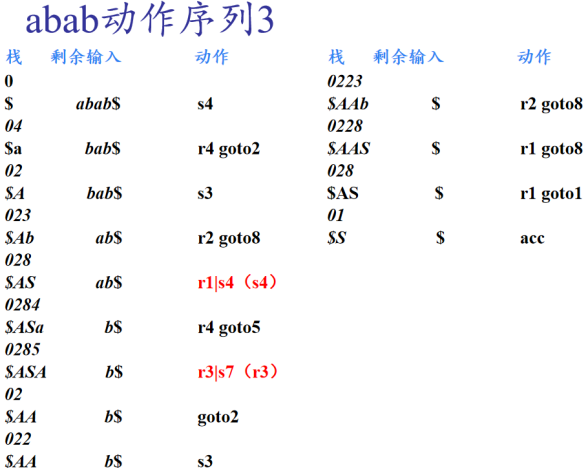 abab动作序列3
栈 剩余输入 动作
0
$ abab$ s4
04
$a bab$ r4 goto2
02
$A bab$ s3
023
$Ab ab$ r2 goto8
028
$AS ab$ r1|s4（s4）
0284
$ASa b$ r4 goto5
0285
$ASA b$ r3|s7（r3）
02
$AA b$ goto2
022
$AA b$ s3
栈 剩余输入 动作
0223
$AAb $ r2 goto8
0228
$AAS $ r1 goto8
028
$AS $ r1 goto1
01
$S $ acc